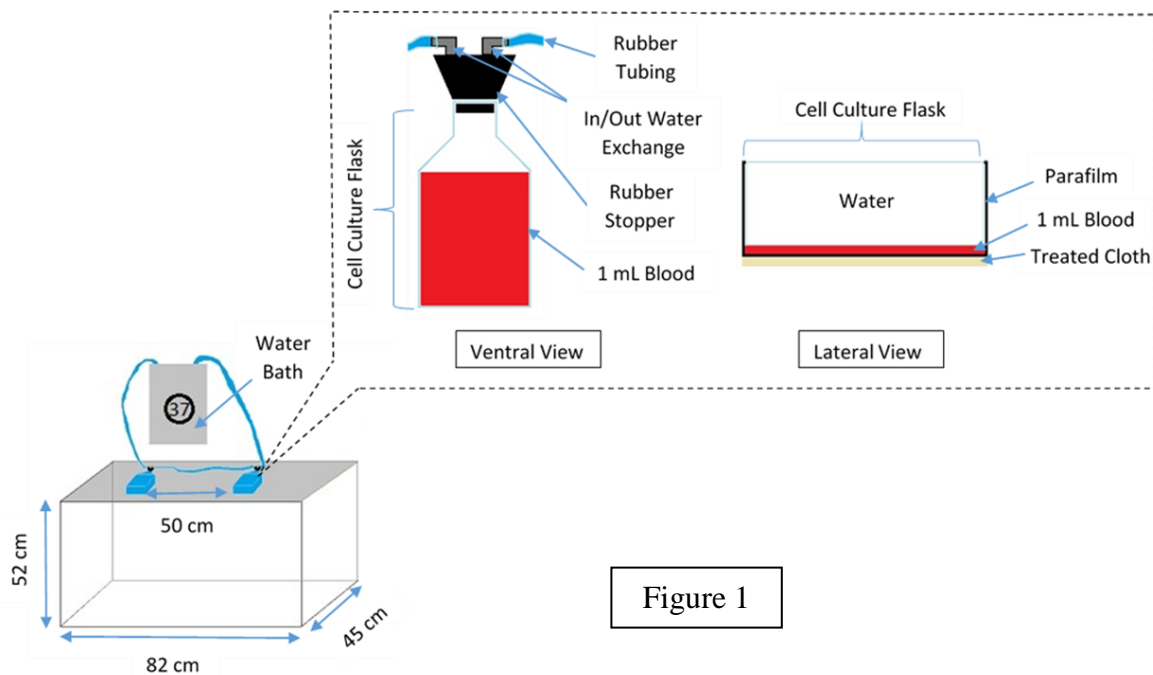 Rubber
Tubing
In/Out Water
Exchange
Rubber
Stopper
1 mL Blood
Cell Culture Flask
Ventral View
Cell Culture Flask
Water
Parafilm
1 mL Blood
Treated Cloth
Lateral View
Water
Bath
37
50 cm
52 cm
45 cm
82 cm
Figure 1